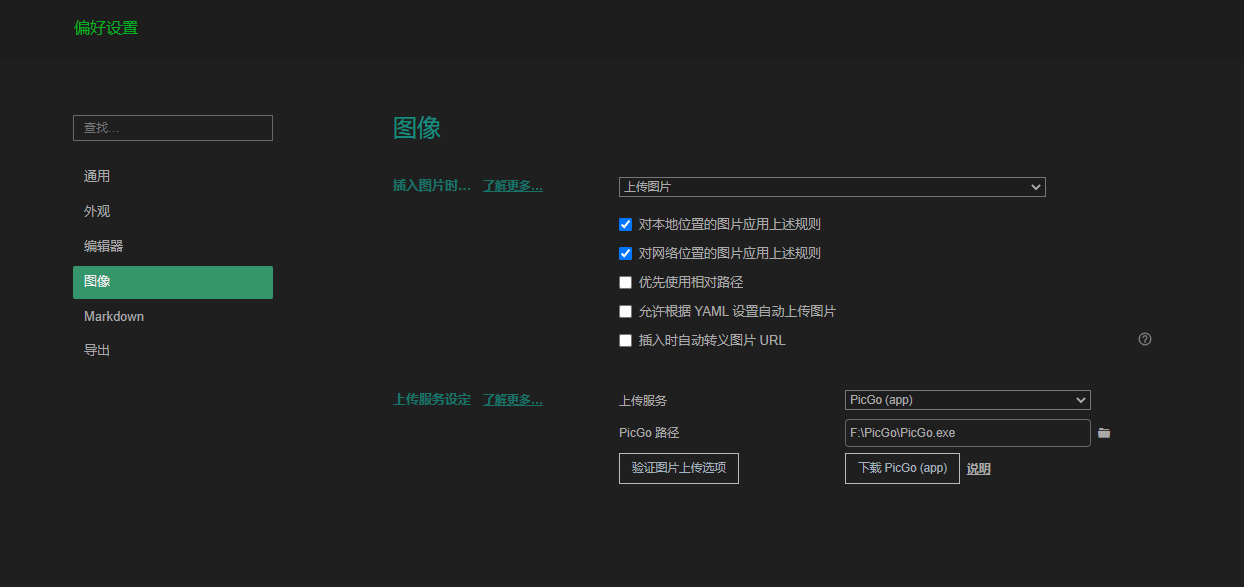 偏好设置
查找...
通用
外观
编辑器
图像
Markdown
导出
图像
插入图片时... 了解更多...
上传图片
对本地位置的图片应用上述规则
对网络位置的图片应用上述规则
优先使用相对路径
允许根据 YAML 设置自动上传图片
插入时自动转义图片 URL
上传服务设定 了解更多...
上传服务 PicGo (app)
PicGo 路径 F:\PicGo\PicGo.exe
验证图片上传选项 下载 PicGo (app) 说明